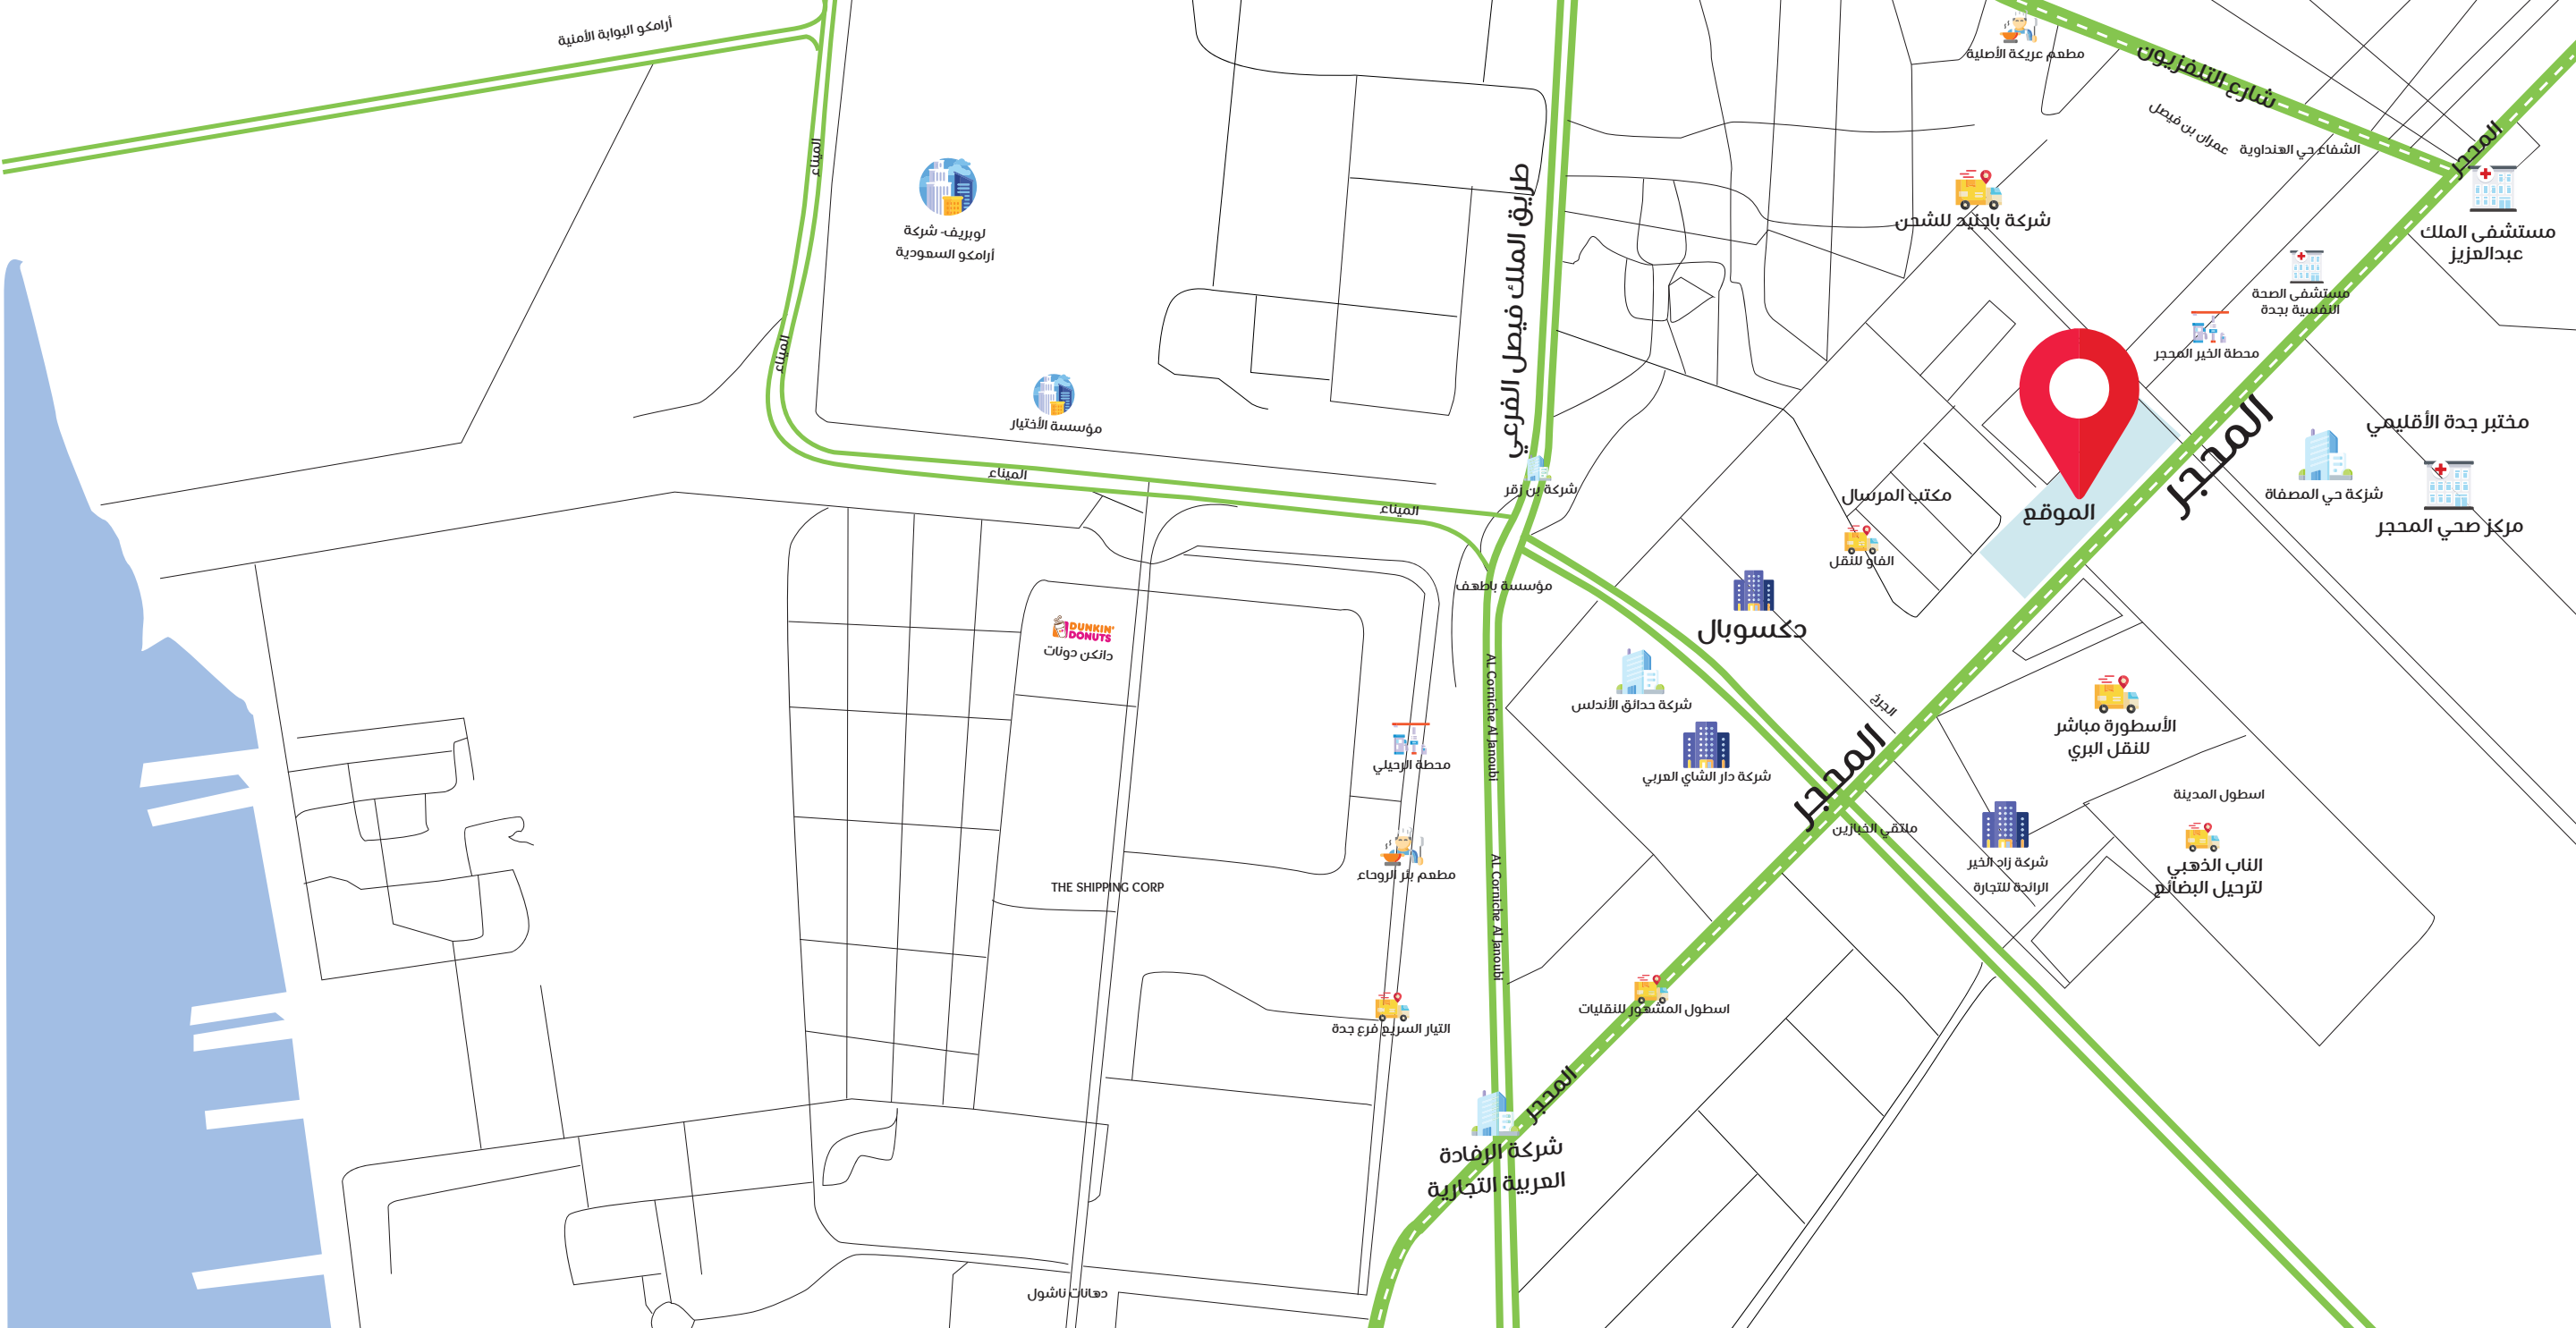 أرامكو البوابة الأمنية
مطعم عريكة الأصلية
شارع التلفزيون
عمران بن فيصل
الشفاء حي الهنداوية
المحجر
الميناء
طريق الملك فيصل الفرعي
شركة باجنيد للشحن
مستشفى الملك
عبدالعزيز
لوبريف- شركة
أرامكو السعودية
مستشفى الصحة
النفسية بجدة
محطة الخير المحجر
الميناء
المحجر
مؤسسة الأختيار
مختبر جدة الأقليمي
الميناء
شركة بن زقر
مكتب المرسال
شزكة حي المصفاة
الموقع
الميناء
مركز صحي المحجر
الفاو للنقل
مؤسسة باطهف
دكسوبال
DUNKIN'
DONUTS
دانكن دونات
AL Corniche Al Janoubi
شركة حدائق الأندلس
الجرخ
الأسطورة مباشر
للنقل البري
محطة الرحيلي
شركة دار الشاي العربي
المحجر
اسطول المدينة
ملتقي الخبازين
شركة زاد الخير
الرائدة للتجارة
الناب الذهبي
لترحيل البضائع
مطعم بئر الروحاء
THE SHIPPING CORP
AL Corniche Al Janoubi
اسطول المشهور للنقليات
التيار السريع فرع جدة
المحجر
شركة الرفادة
العربية التجارية
دهانات ناشول